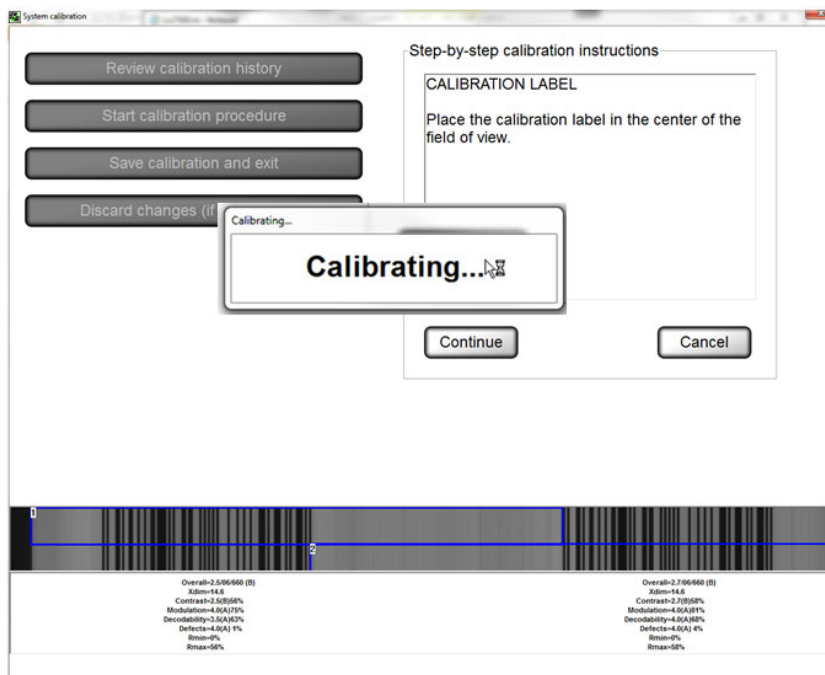 System calibration
Review calibration history
Start calibration procedure
Save calibration and exit
Discard changes (if
Step-by-step calibration instructions
CALIBRATION LABEL
Place the calibration label in the center of the
field of view.
Calibrating...
Calibrating...
Continue
Cancel
1
2
Overall=2.5/06/660 (B)
Xdim=14.6
Contrast=2.5(B)56%
Modulation=4.0(A)75%
Decodability=3.5(A)63%
Defects=4.0(A) 1%
Rmin=0%
Rmax=56%
Overall=2.7/06/660 (B)
Xdim=14.6
Contrast=2.7(B)58%
Modulation=4.0(A)81%
Decodability=4.0(A)68%
Defects=4.0(A) 4%
Rmin=0%
Rmax=58%